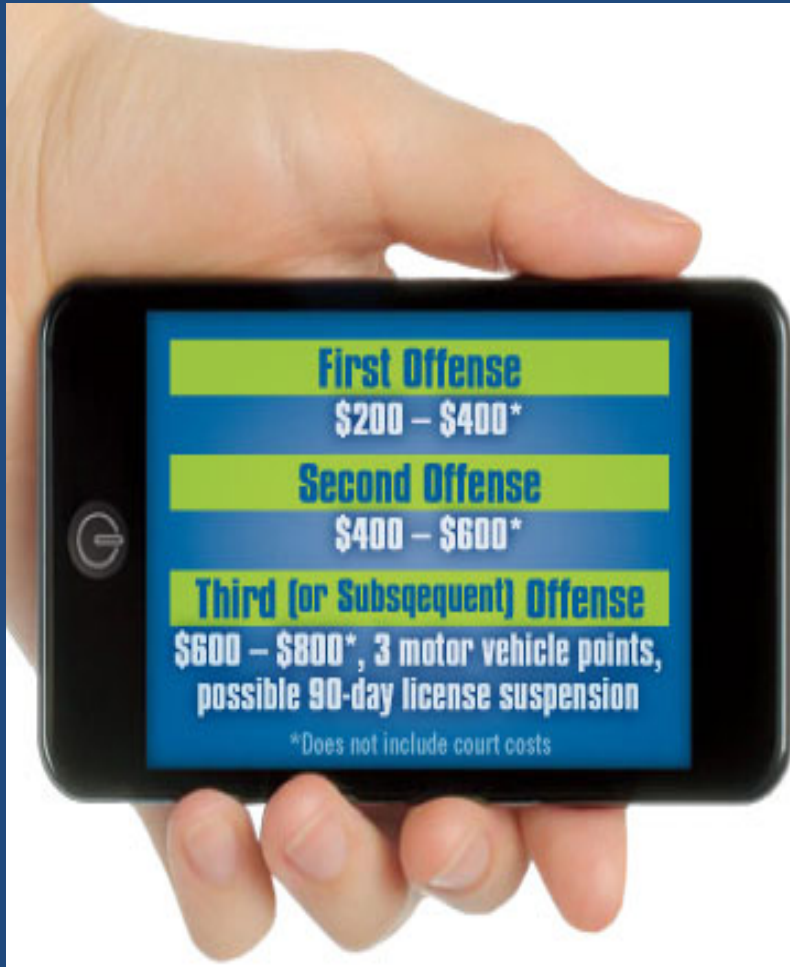 First Offense
$200 – $400*
Second Offense
$400 – $600*
Third (or Subsqequent) Offense
$600 – $800*, 3 motor vehicle points,
possible 90-day license suspension
*Does not include court costs